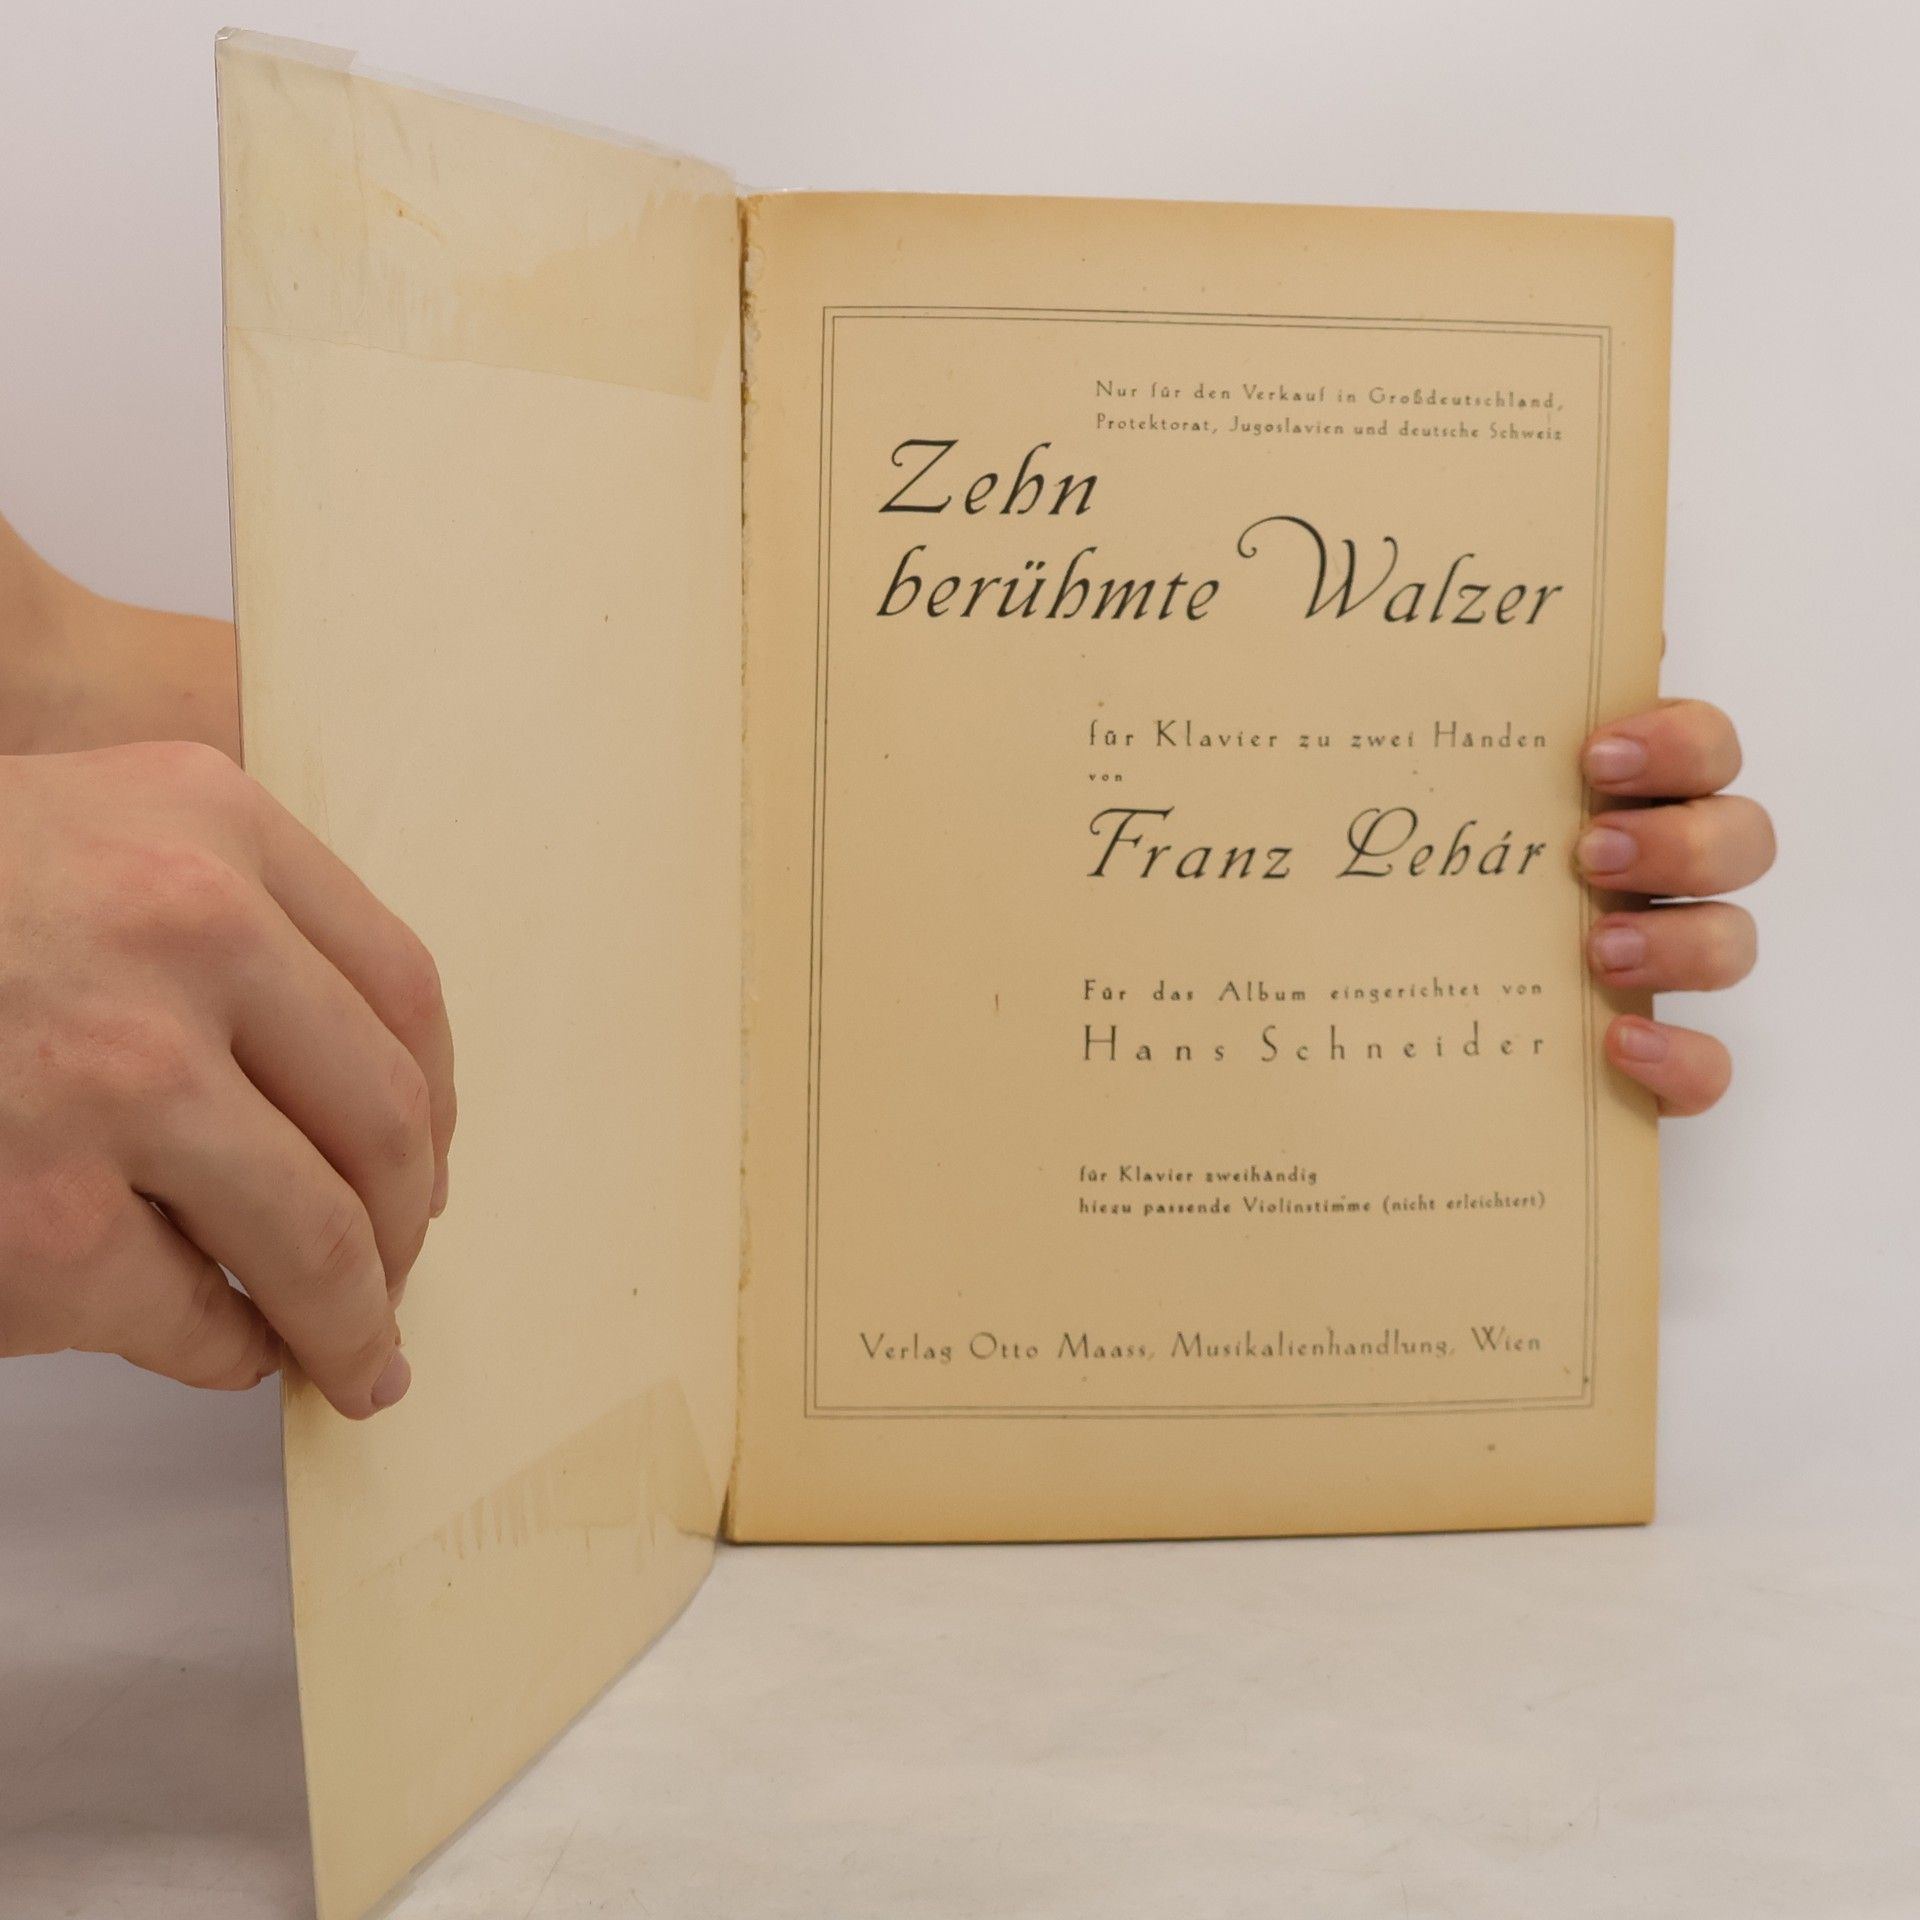 Nur für den Verkauf in Großdeutschland,
Protektorat, Jugoslavien und deutsche Schweiz
Zehn
berühmte Walzer
für Klavier zu zwei Händen
von
Franz Lehár
Für das Album eingerichtet von
Hans Schneider
für Klavier zweihändig
hiezu passende Violinstimme (nicht erleichtert)
Verlag Otto Maass, Musikalienhandlung, Wien